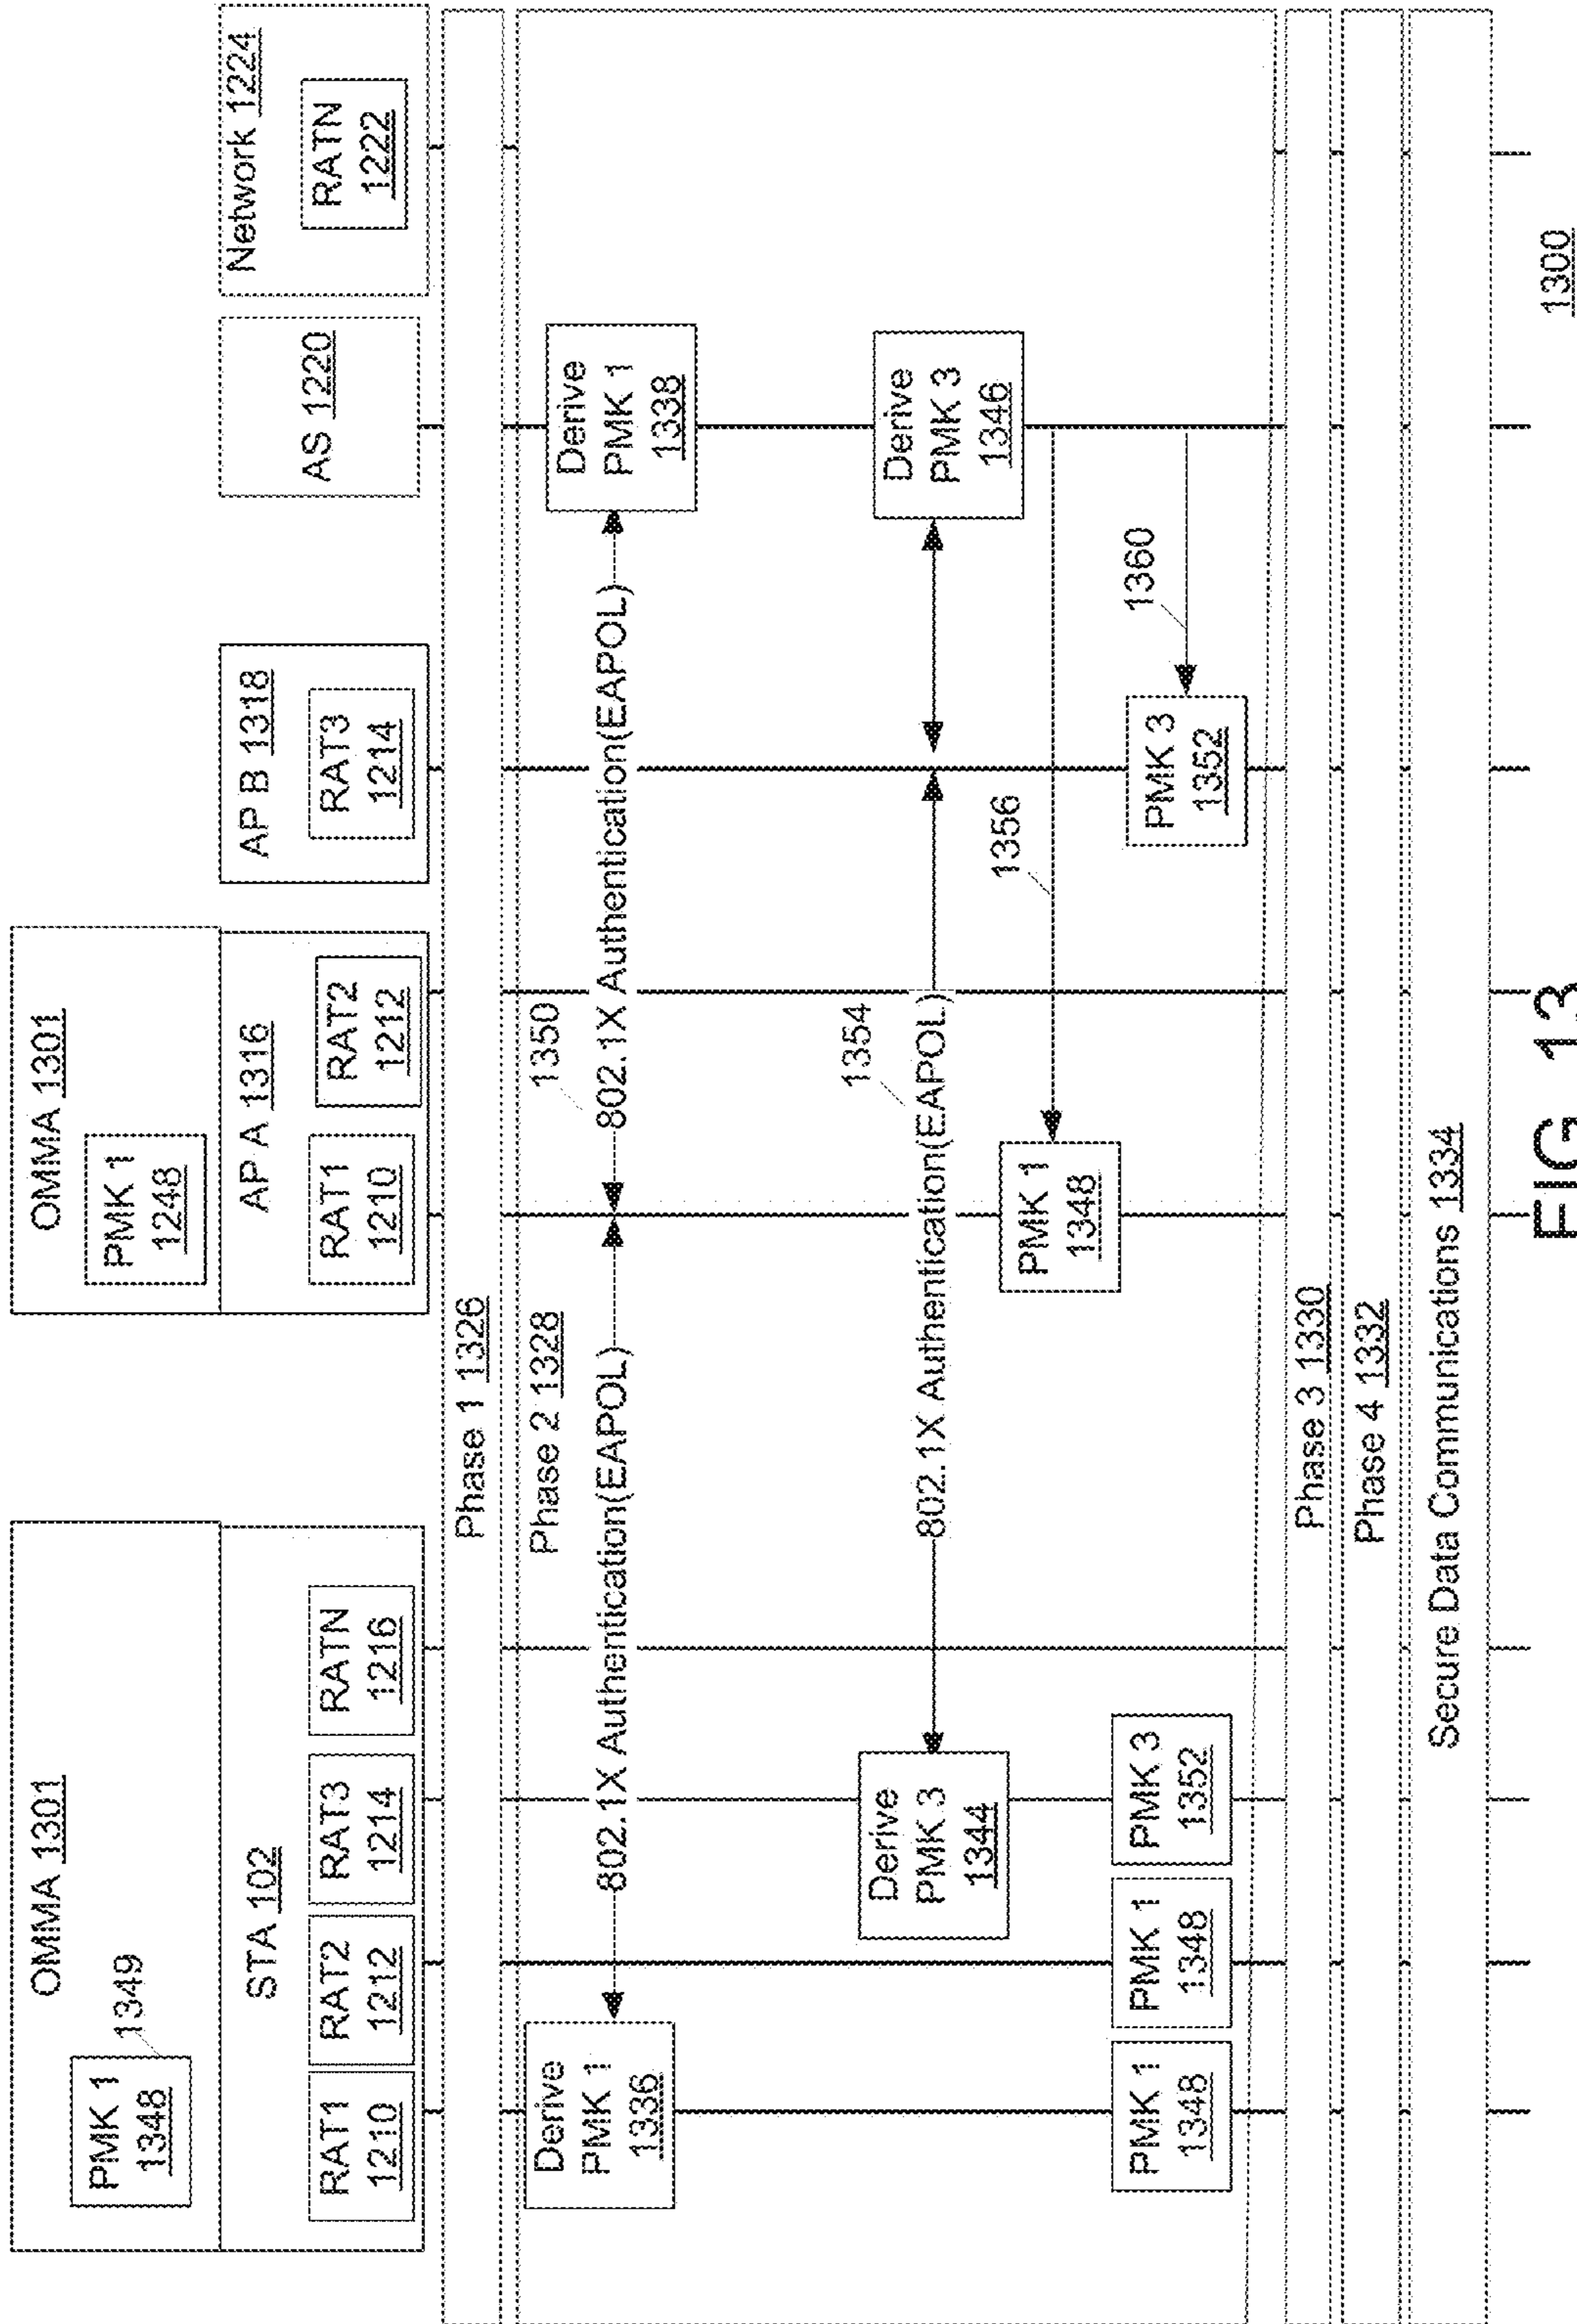 OMMA 1301
PMK 1
1348
1349
STA 102
RAT1
1210
RAT2
1212
RAT3
1214
RATN
1216
OMMA 1301
PMK 1
1248
AP A 1316
RAT1
1210
RAT2
1212
AP B 1318
RAT3
1214
AS 1220
Network 1224
RATN
1222
Phase 1 1326
Phase 2 1328
1350
Derive
PMK 1
1336
802.1X Authentication(EAPOL)
802.1X Authentication(EAPOL)
Derive
PMK 1
1338
1354
Derive
PMK 3
1344
802.1X Authentication(EAPOL)
Derive
PMK 3
1346
1356
PMK 1
1348
1360
PMK 1
1348
PMK 1
1348
PMK 3
1352
PMK 3
1352
Phase 3 1330
Phase 4 1332
Secure Data Communications 1334
FIG. 13
1300